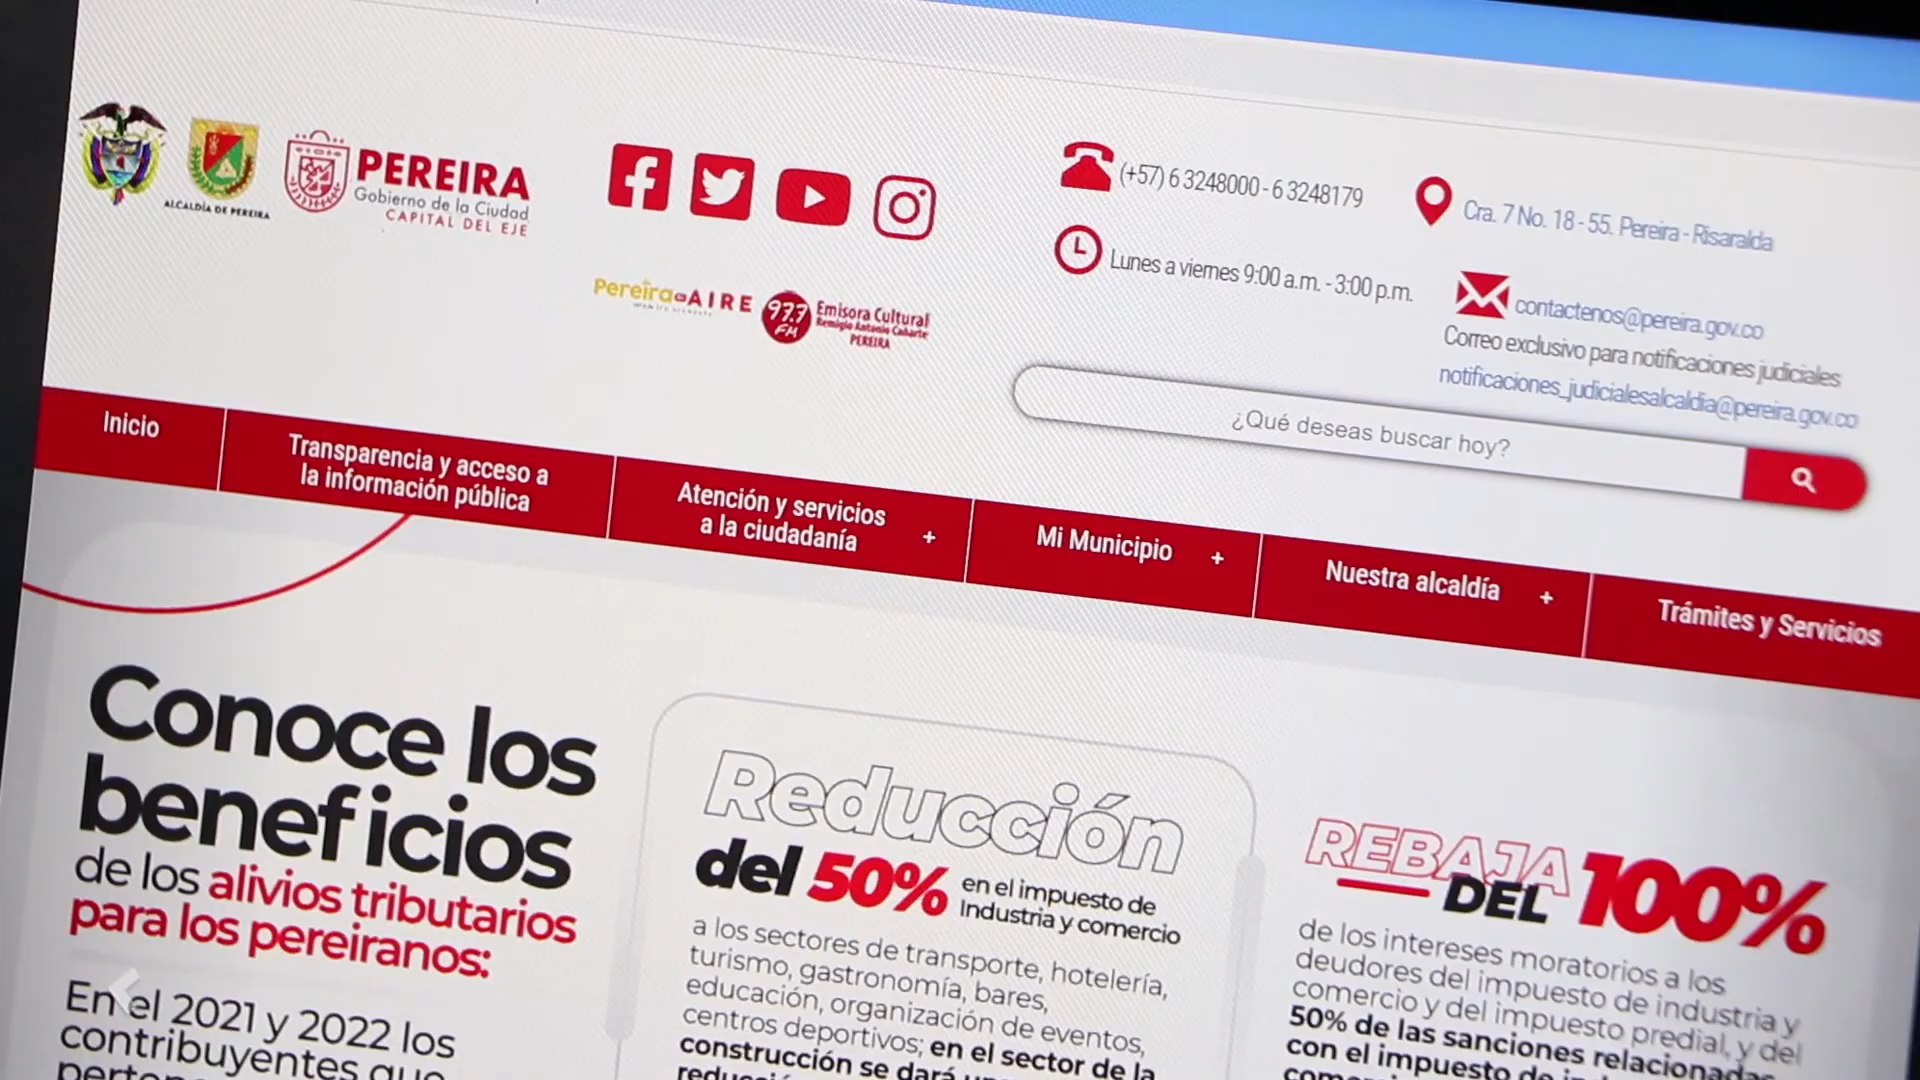 ALCALDÍA DE PEREIRA
PEREIRA
Gobierno de la Ciudad
CAPITAL DEL EJE
Pereira en AIRE
97.7
FM
Emisora Cultural
Remigio Antonio Cañarte
PEREIRA
(+57) 6 3248000 - 6 3248179
Lunes a viernes 9:00 a.m. - 3:00 p.m.
Cra. 7 No. 18 - 55. Pereira - Risaralda
contactenos@pereira.gov.co
Correo exclusivo para notificaciones judiciales
notificaciones_judicialesalcaldia@pereira.gov.co
¿Qué deseas buscar hoy?
Inicio
Transparencia y acceso a
la información pública
Atención y servicios
a la ciudadanía +
Mi Municipio +
Nuestra alcaldía +
Trámites y Servicios
Conoce los
beneficios
de los alivios tributarios
para los pereiranos:
En el 2021 y 2022 los
contribuyentes que
Reducción
del 50% en el impuesto de
Industria y comercio
a los sectores de transporte, hotelería,
turismo, gastronomía, bares,
educación, organización de eventos,
centros deportivos; en el sector de la
construcción se dará
REBAJA
DEL 100%
de los intereses moratorios a los
deudores del impuesto de industria y
comercio y del impuesto predial, y del
50% de las sanciones relacionadas
con el impuesto de